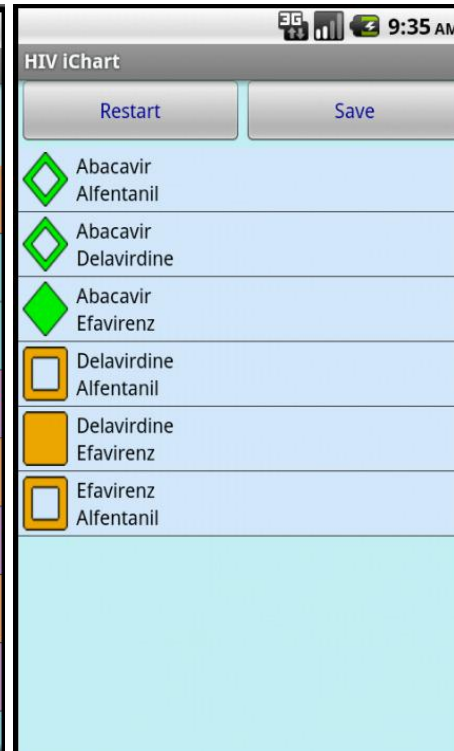 3G 9:35 AM
HIV iChart
Restart Save
Abacavir
Alfentanil
Abacavir
Delavirdine
Abacavir
Efavirenz
Delavirdine
Alfentanil
Delavirdine
Efavirenz
Efavirenz
Alfentanil